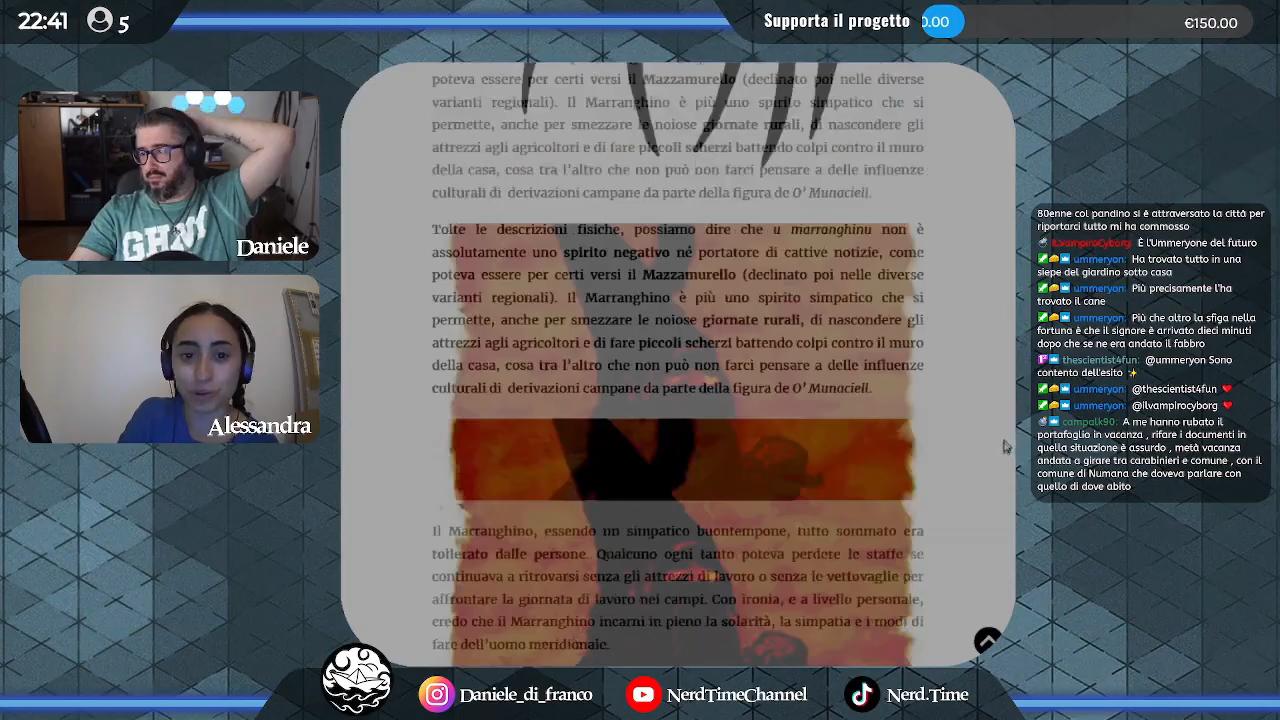 22:41
5
Supporta il progetto
0.00
€150.00
Daniele
Alessandra
poteva essere per certi versi il Mazzamurello (declinato poi nelle diverse
varianti regionali). Il Marranghino è più uno spirito simpatico che si
permette, anche per smezzare le noiose giornate rurali, di nascondere gli
attrezzi agli agricoltori e di fare piccoli scherzi battendo colpi contro il muro
della casa, cosa tra l'altro che non può non farci pensare a delle influenze
culturali di derivazioni campane da parte della figura de O' Munaciell.
Tolte le descrizioni fisiche, possiamo dire che u marranghinu non è
assolutamente uno spirito negativo né portatore di cattive notizie, come
poteva essere per certi versi il Mazzamurello (declinato poi nelle diverse
varianti regionali). Il Marranghino è più uno spirito simpatico che si
permette, anche per smezzare le noiose giornate rurali, di nascondere gli
attrezzi agli agricoltori e di fare piccoli scherzi battendo colpi contro il muro
della casa, cosa tra l'altro che non può non farci pensare a delle influenze
culturali di derivazioni campane da parte della figura de O' Munaciell.
Il Marranghino, essendo un simpatico buontempone, tutto sommato era
tollerato dalle persone. Qualcuno ogni tanto poteva perdere le staffe se
continuava a ritrovarsi senza gli attrezzi di lavoro o senza le vettovaglie per
affrontare la giornata di lavoro nei campi. Con ironia, e a livello personale,
credo che il Marranghino incarni in pieno la solarità, la simpatia e i modi di
fare dell'uomo meridionale.
BDenne col pandino si è attraversato la città per
riportarci tutto mi ha commosso
ilvampirocyborg: È l'Ummeryone del futuro
ummeryon: Ha trovato tutto in una
siepe del giardino sotto casa
ummeryon: Più precisamente l'ha
trovato il cane
ummeryon: Più che altro la sfiga nella
fortuna è che il signore è arrivato dieci minuti
dopo che se ne era andato il fabbro
thescientist4fun: @ummeryon Sono
contento dell'esito ✨
ummeryon: @thescientist4fun ♥
ummeryon: @ilvampirocyborg ♥
campalk90: A me hanno rubato il
portafoglio in vacanza , rifare i documenti in
quella situazione è assurdo , metà vacanza
andata a girare tra carabinieri e comune , con il
comune di Numana che doveva parlare con
quello di dove abito
Daniele_di_franco
NerdTimeChannel
Nerd.Time